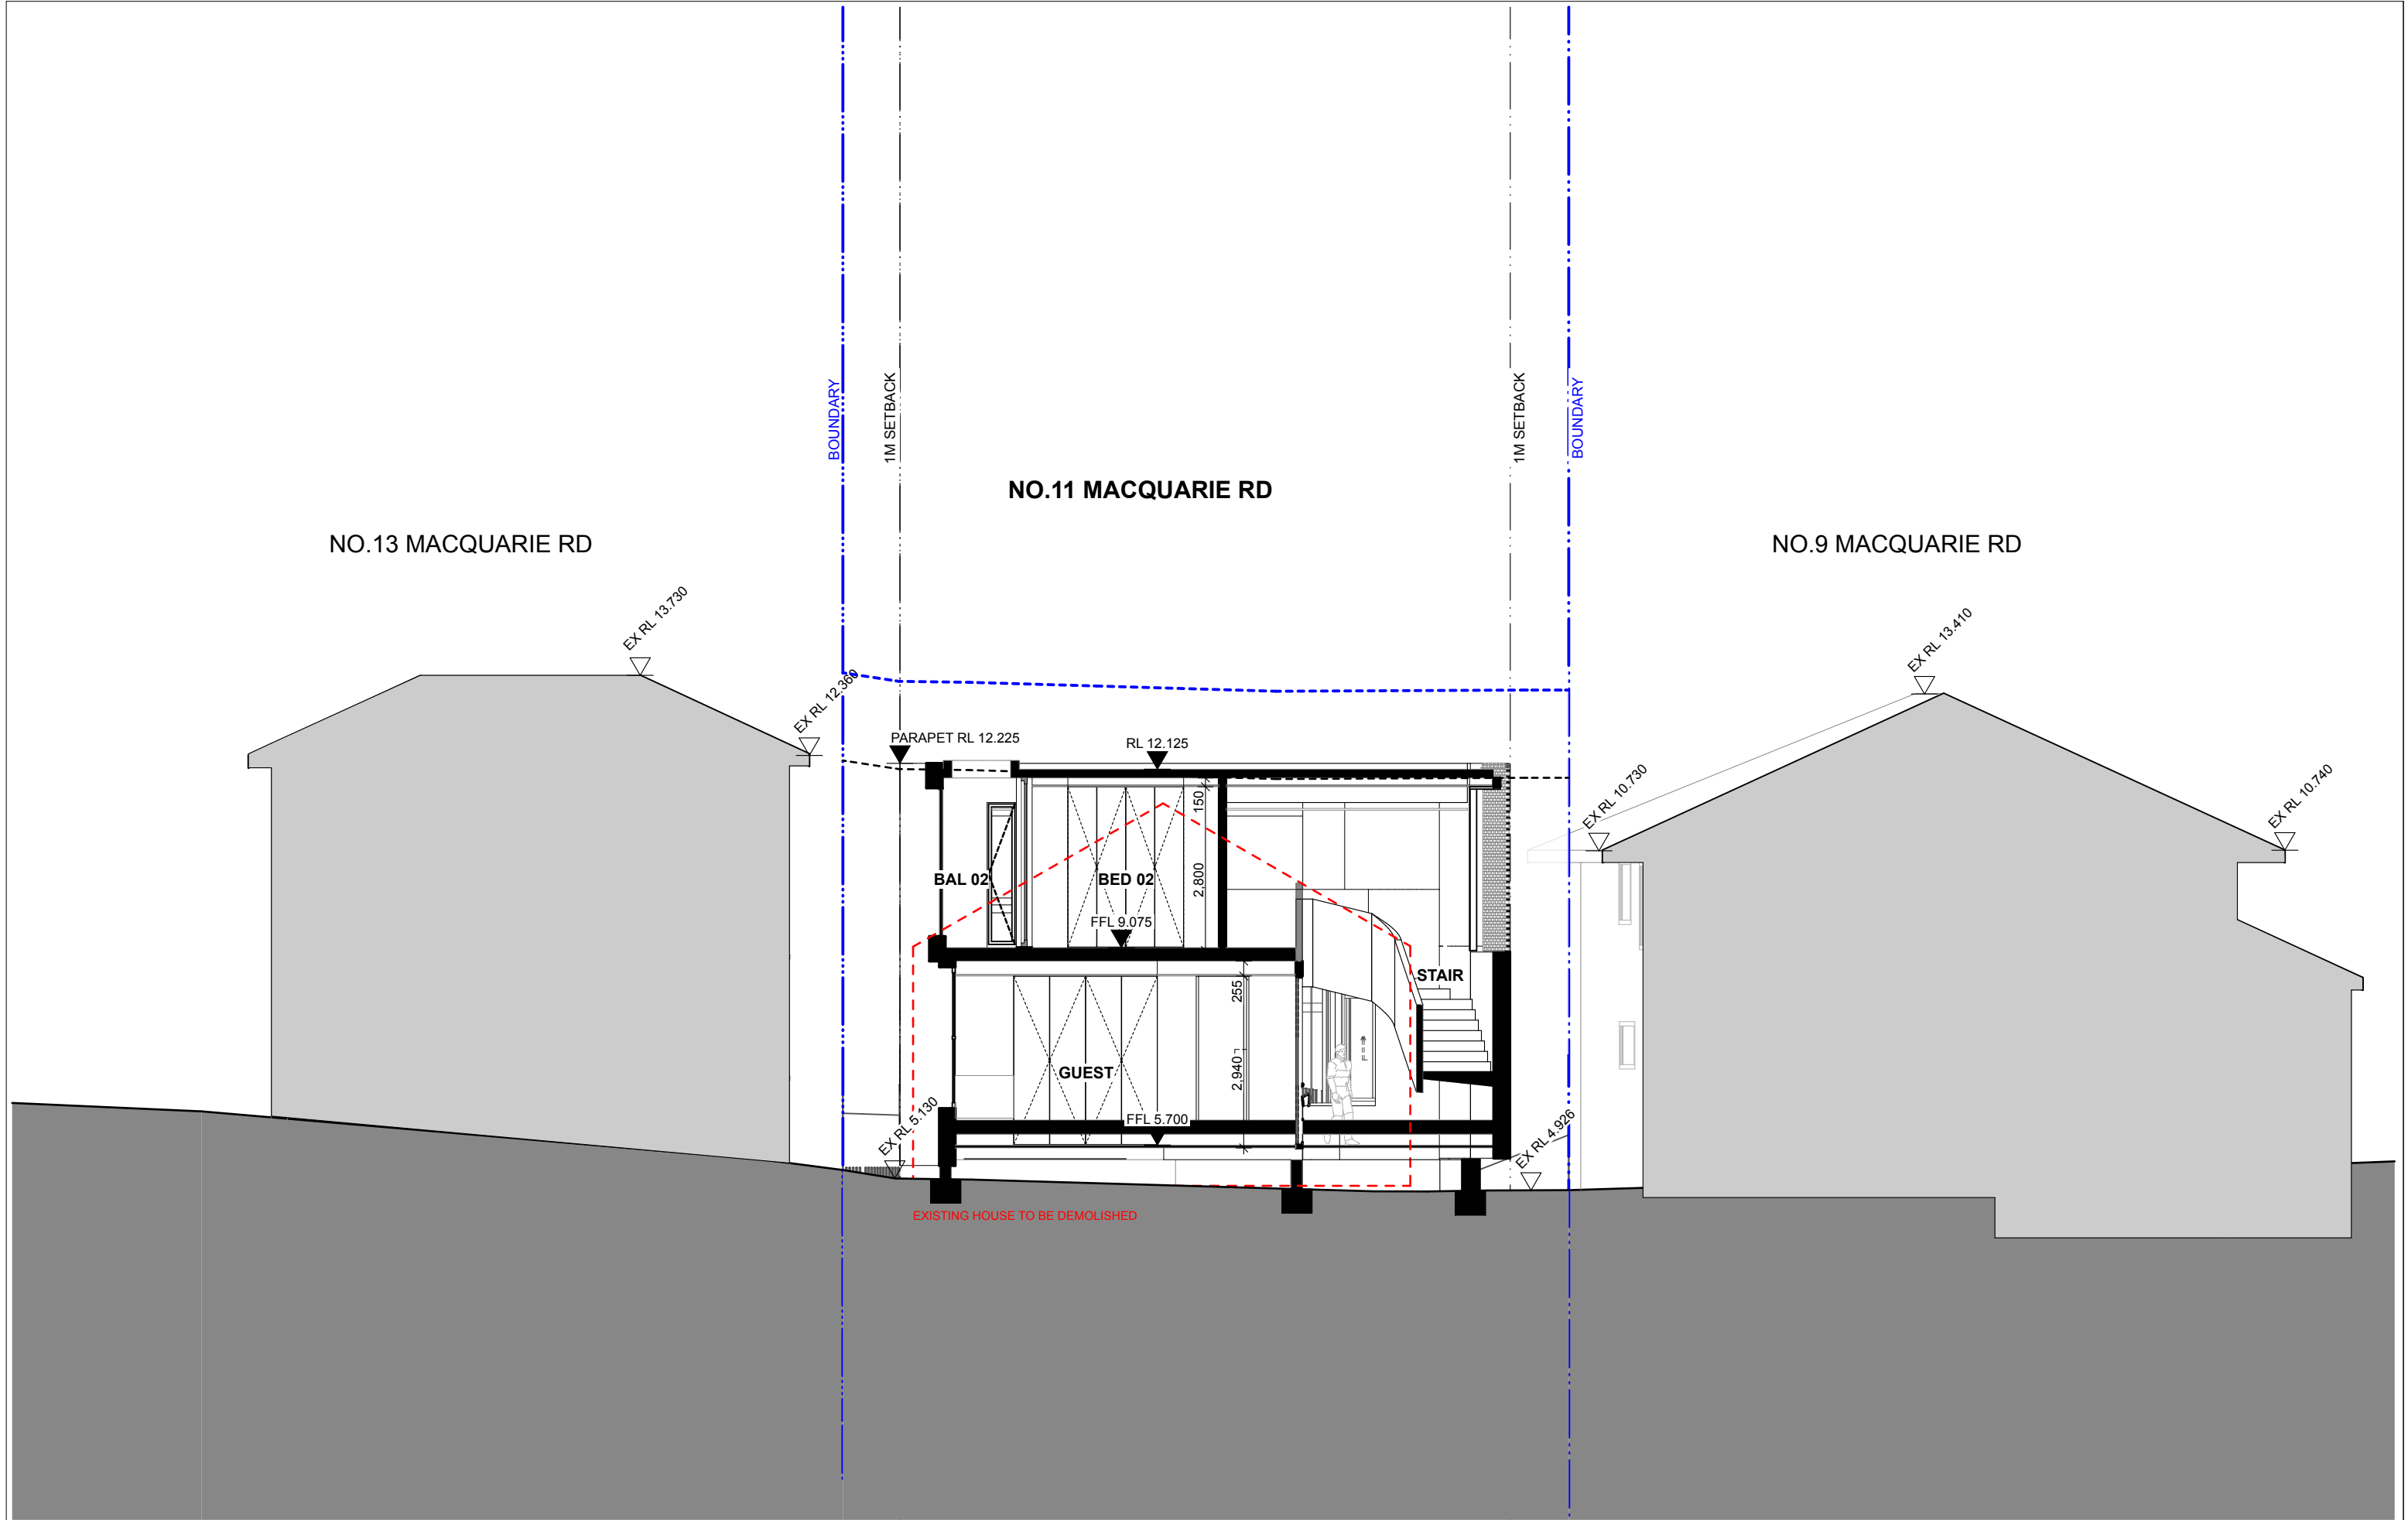 BOUNDARY
1M SETBACK
1M SETBACK
BOUNDARY
NO.11 MACQUARIE RD
NO.13 MACQUARIE RD
NO.9 MACQUARIE RD
EX RL 13.730
EX RL 13.410
EX RL 12.360
PARAPET RL 12.225
RL 12.125
EX RL 10.730
EX RL 10.740
150
BAL 02
BED 02
2,800
FFL 9.075
STAIR
255
GUEST
2,940
FFL 5.700
EX RL 5.130
EX RL 4.926
EXISTING HOUSE TO BE DEMOLISHED